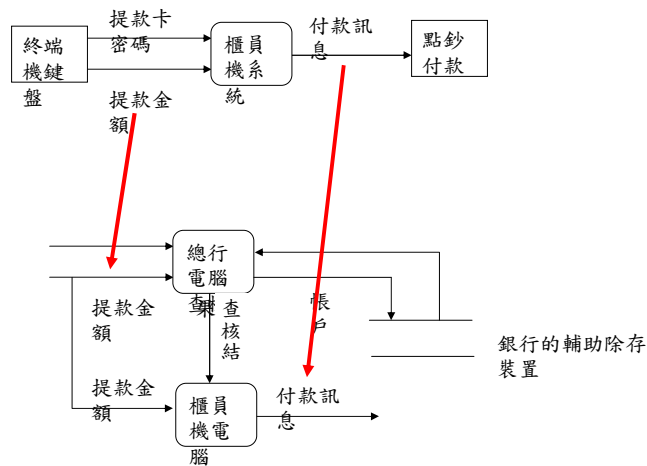 終端
機鍵
盤
提款卡
密碼
提款金
額
櫃員
機系
統
付款訊
息
點鈔
付款
總行
電腦
查
提款金
額
查
果
核
結
帳
戶
銀行的輔助除存
裝置
提款金
額
櫃員
機電
腦
付款訊
息